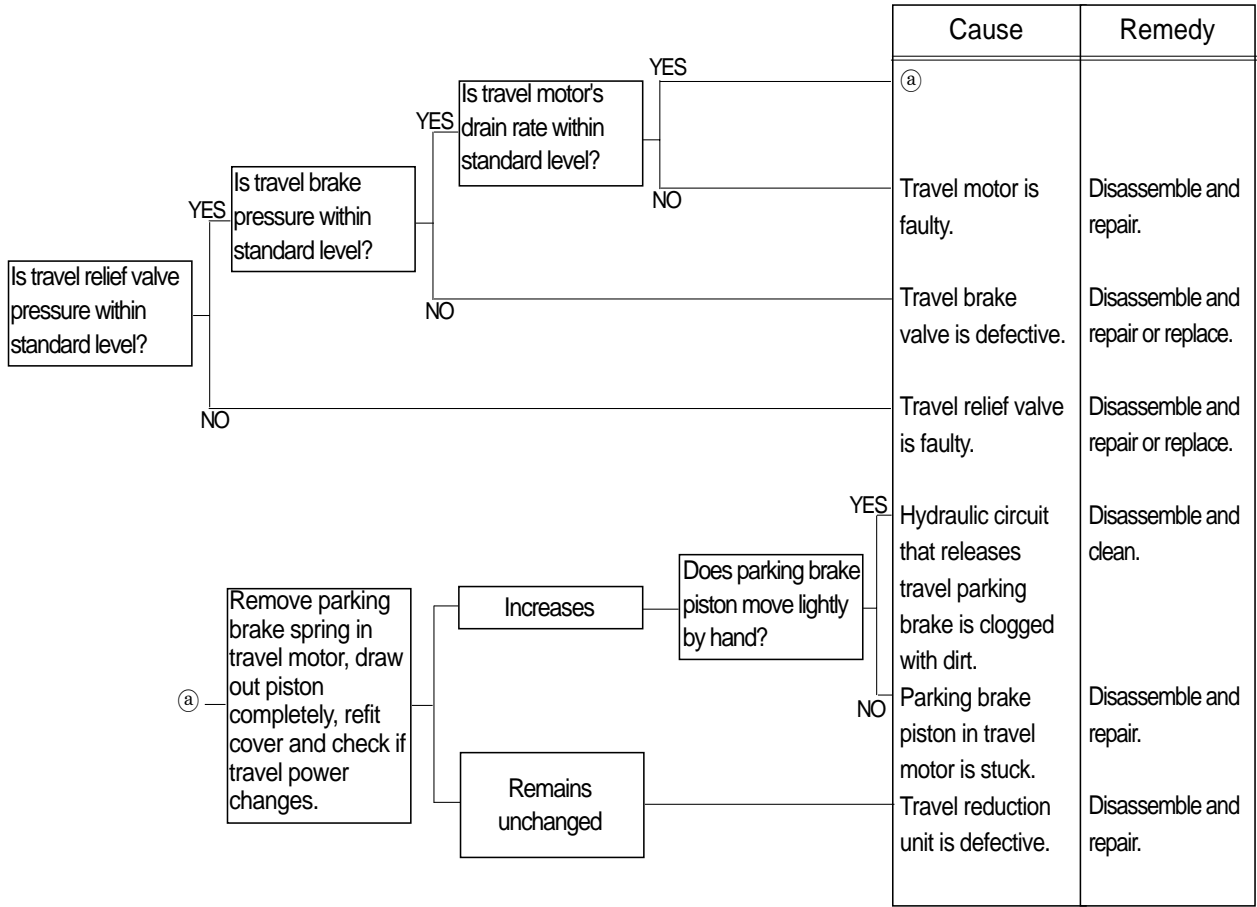 Cause
Remedy
YES
ⓐ
Is travel motor's
drain rate within
standard level?
YES
NO
Travel motor is
faulty.
Disassemble and
repair.
Is travel brake
pressure within
standard level?
YES
NO
Travel brake
valve is defective.
Disassemble and
repair or replace.
Is travel relief valve
pressure within
standard level?
NO
Travel relief valve
is faulty.
Disassemble and
repair or replace.
ⓐ
Remove parking
brake spring in
travel motor, draw
out piston
completely, refit
cover and check if
travel power
changes.
Increases
Does parking brake
piston move lightly
by hand?
YES
Hydraulic circuit
that releases
travel parking
brake is clogged
with dirt.
Disassemble and
clean.
NO
Parking brake
piston in travel
motor is stuck.
Disassemble and
repair.
Remains
unchanged
Travel reduction
unit is defective.
Disassemble and
repair.